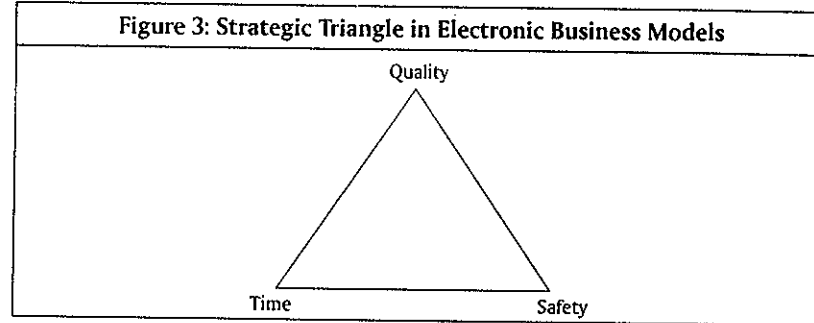 Figure 3: Strategic Triangle in Electronic Business Models
Quality
Time Safety